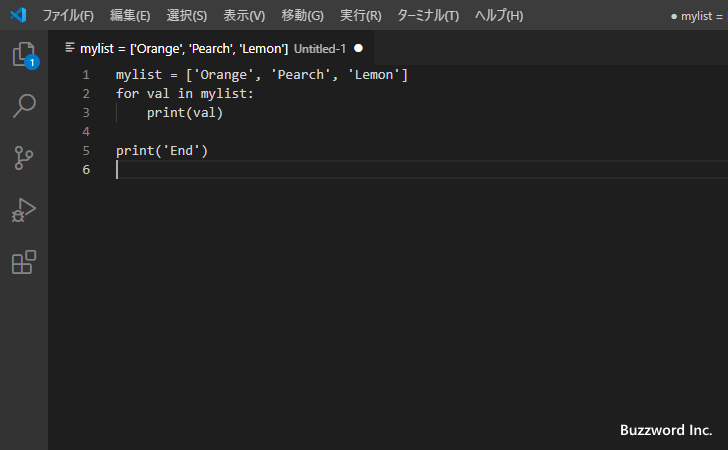 ファイル(F) 編集(E) 選択(S) 表示(V) 移動(G) 実行(R) ターミナル(T) ヘルプ(H) ● mylist =
mylist = ['Orange', 'Pearch', 'Lemon'] Untitled-1 ●
1
1 mylist = ['Orange', 'Pearch', 'Lemon']
2 for val in mylist:
3     print(val)
4
5 print('End')
6
Buzzword Inc.